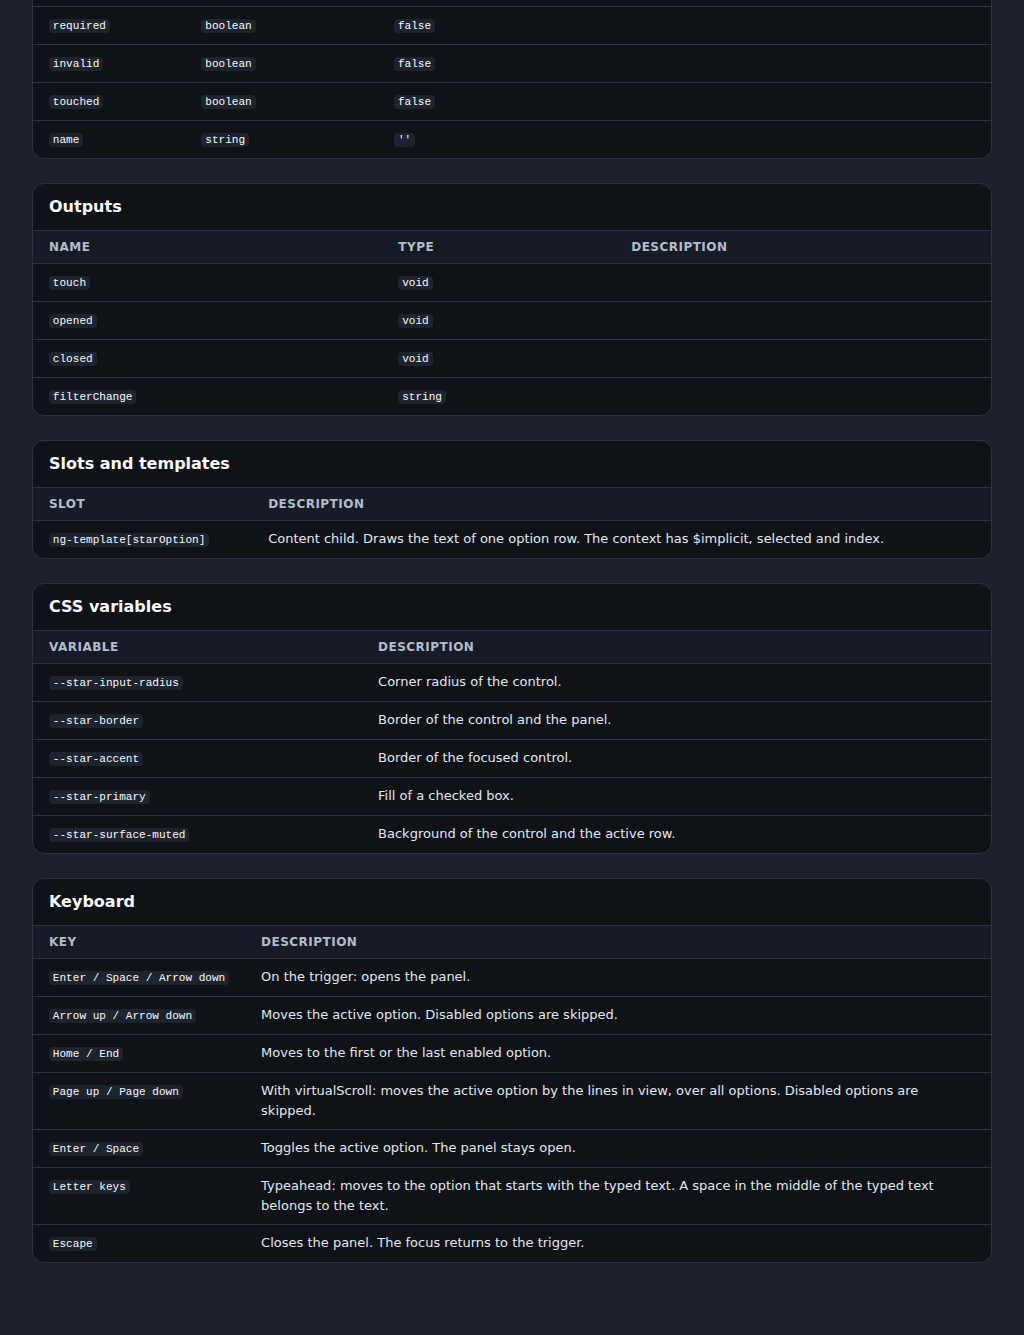 required boolean false
invalid boolean false
touched boolean false
name string ''
Outputs
NAME TYPE DESCRIPTION
touch void
opened void
closed void
filterChange string
Slots and templates
SLOT DESCRIPTION
ng-template[starOption] Content child. Draws the text of one option row. The context has $implicit, selected and index.
CSS variables
VARIABLE DESCRIPTION
--star-input-radius Corner radius of the control.
--star-border Border of the control and the panel.
--star-accent Border of the focused control.
--star-primary Fill of a checked box.
--star-surface-muted Background of the control and the active row.
Keyboard
KEY DESCRIPTION
Enter / Space / Arrow down On the trigger: opens the panel.
Arrow up / Arrow down Moves the active option. Disabled options are skipped.
Home / End Moves to the first or the last enabled option.
Page up / Page down With virtualScroll: moves the active option by the lines in view, over all options. Disabled options are
skipped.
Enter / Space Toggles the active option. The panel stays open.
Letter keys Typeahead: moves to the option that starts with the typed text. A space in the middle of the typed text
belongs to the text.
Escape Closes the panel. The focus returns to the trigger.